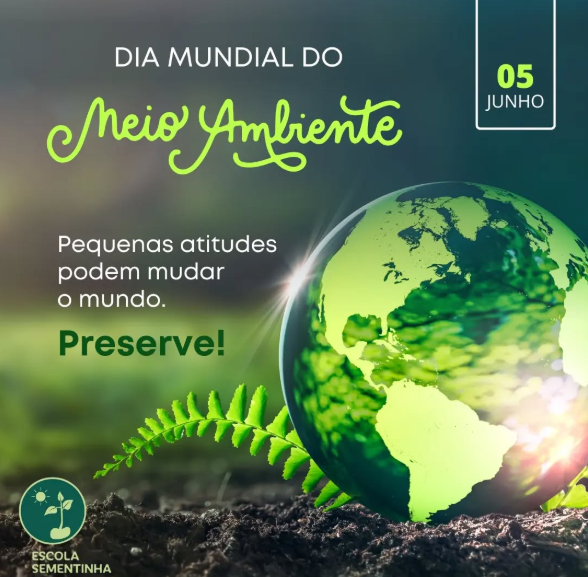 DIA MUNDIAL DO
Meio Ambiente
05
JUNHO
Pequenas atitudes
podem mudar
o mundo.
Preserve!
ESCOLA
SEMENTINHA